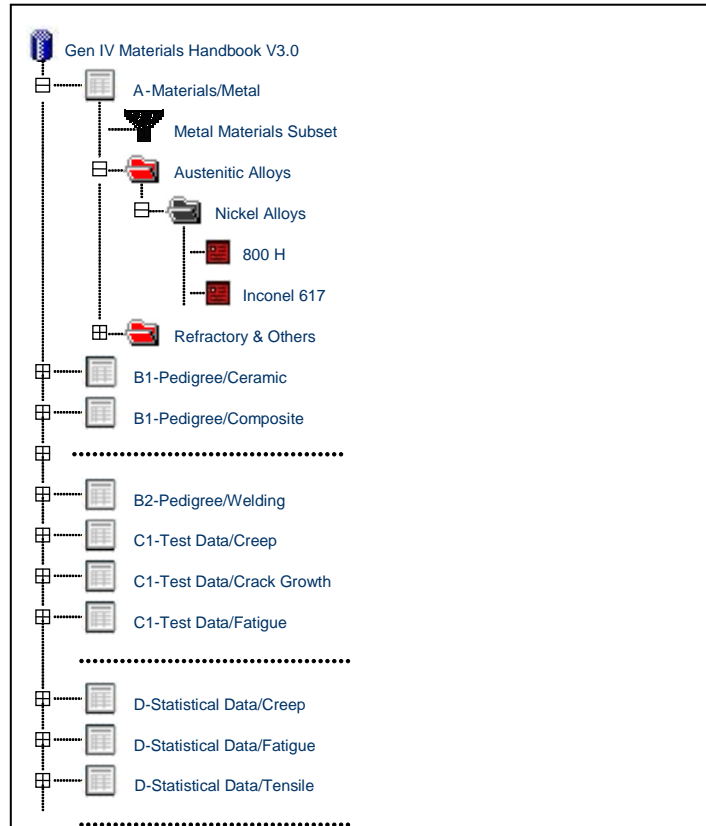 Gen IV Materials Handbook V3.0
A-Materials/Metal
Metal Materials Subset
Austenitic Alloys
Nickel Alloys
800 H
Inconel 617
Refractory & Others
B1-Pedigree/Ceramic
B1-Pedigree/Composite
B2-Pedigree/Welding
C1-Test Data/Creep
C1-Test Data/Crack Growth
C1-Test Data/Fatigue
D-Statistical Data/Creep
D-Statistical Data/Fatigue
D-Statistical Data/Tensile